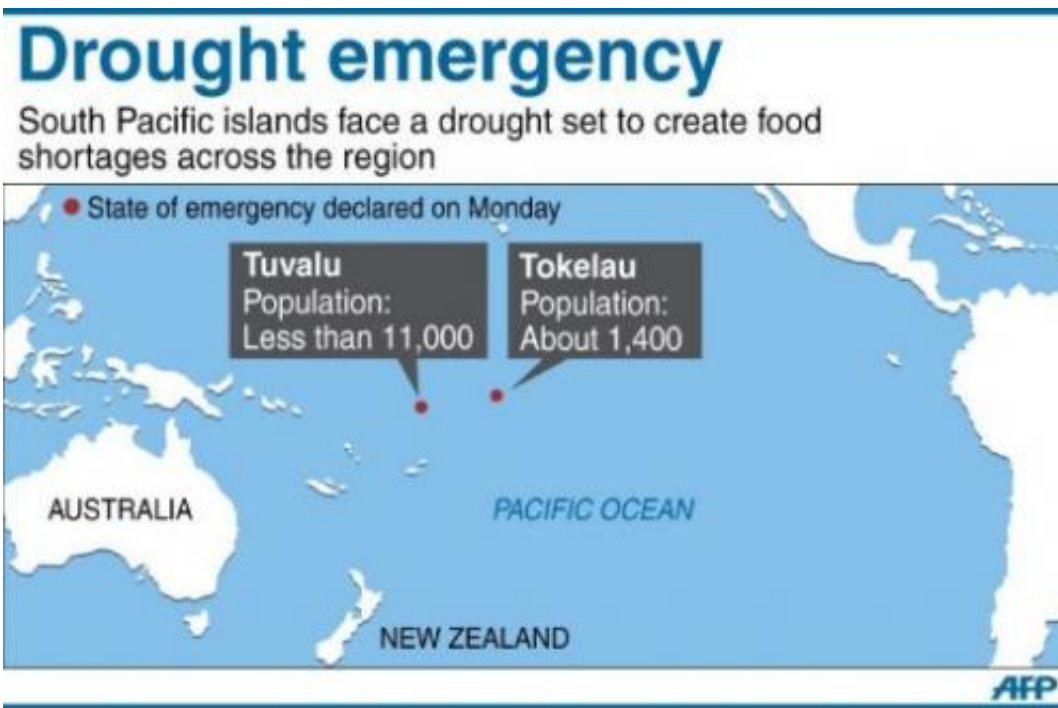 Drought emergency
South Pacific islands face a drought set to create food
shortages across the region
State of emergency declared on Monday
Tuvalu
Population:
Less than 11,000
Tokelau
Population:
About 1,400
AUSTRALIA
PACIFIC OCEAN
NEW ZEALAND
AFP